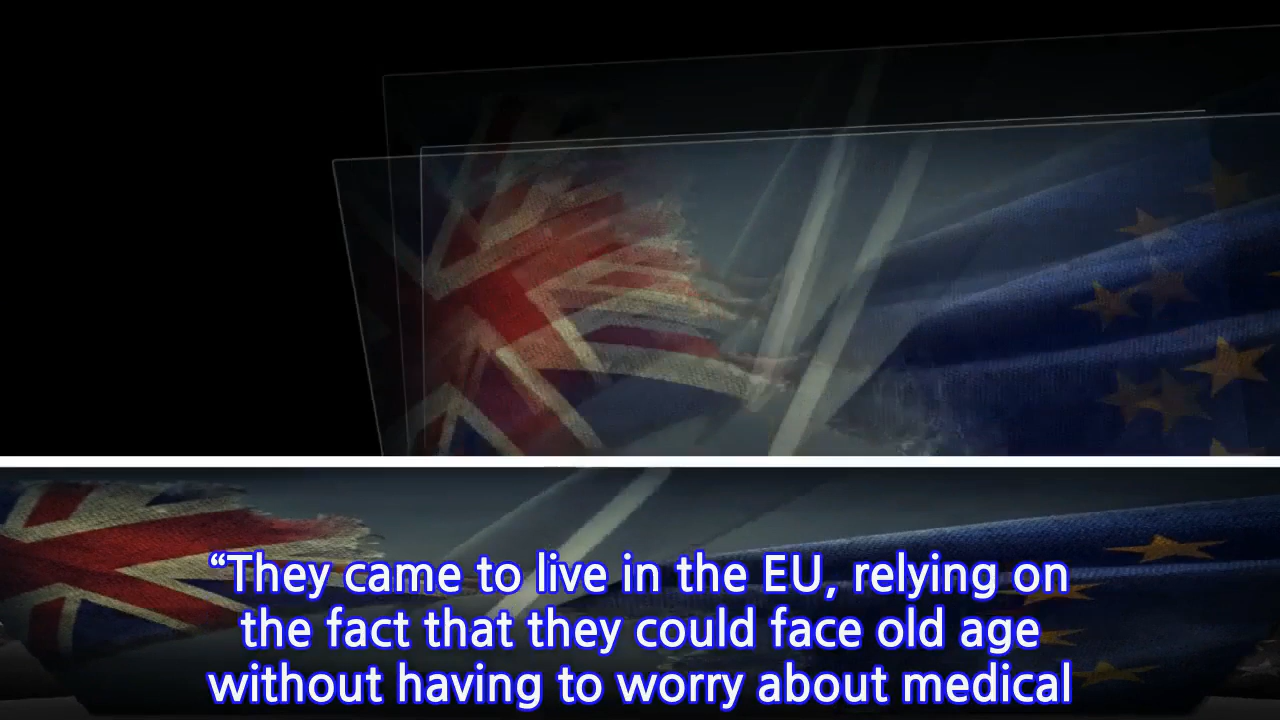 “They came to live in the EU, relying on
the fact that they could face old age
without having to worry about medical